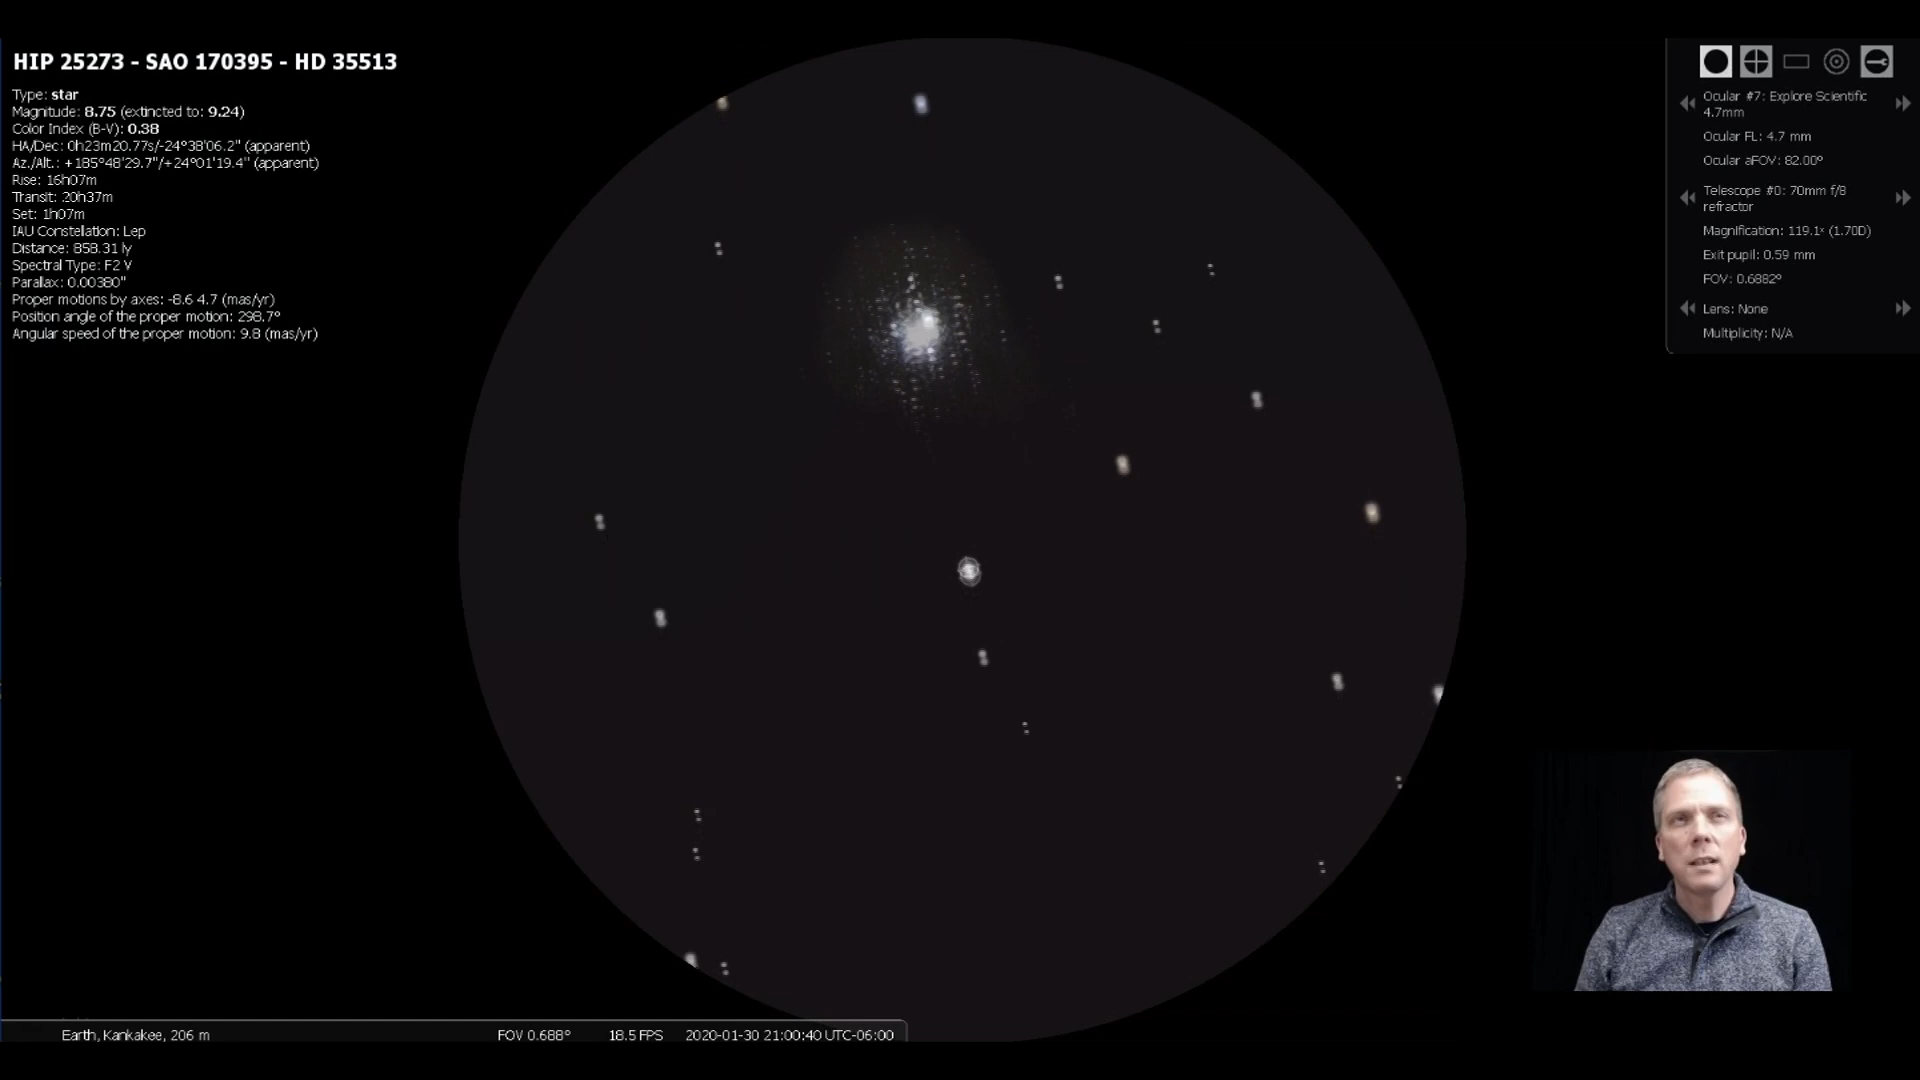 HIP 25273 - SAO 170395 - HD 35513
Type: star
Magnitude: 8.75 (extincted to: 9.24)
Color Index (B-V): 0.38
HA/Dec: 0h23m20.77s/-24°38'06.2" (apparent)
Az./Alt.: +185°48'29.7"/+24°01'19.4" (apparent)
Rise: 16h07m
Transit: 20h37m
Set: 1h07m
IAU Constellation: Lep
Distance: 858.31 ly
Spectral Type: F2 V
Parallax: 0.00380"
Proper motions by axes: -8.6 4.7 (mas/yr)
Position angle of the proper motion: 298.7°
Angular speed of the proper motion: 9.8 (mas/yr)
Ocular #7: Explore Scientific
4.7mm
Ocular FL: 4.7 mm
Ocular aFOV: 82.00°
Telescope #0: 70mm f/8
refractor
Magnification: 119.1× (1.70D)
Exit pupil: 0.59 mm
FOV: 0.6882°
Lens: None
Multiplicity: N/A
Earth, Kankakee, 206 m
FOV 0.688°
18.5 FPS
2020-01-30 21:00:40 UTC-06:00